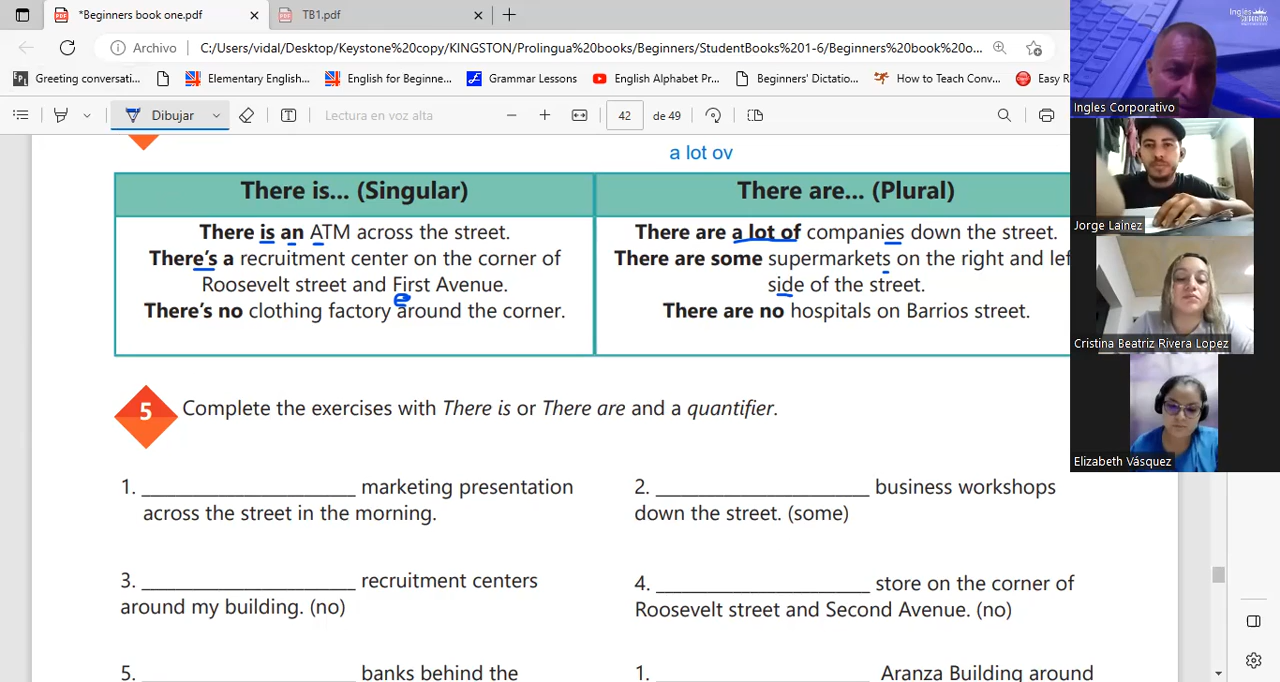 *Beginners book one.pdf
TB1.pdf
Archivo
C:/Users/vidal/Desktop/Keystone%20copy/KINGSTON/Prolingua%20books/Beginners/StudentBooks%201-6/Beginners%20book%20o...
Greeting conversati...
Elementary English...
English for Beginne...
Grammar Lessons
English Alphabet Pr...
Beginners' Dictatio...
How to Teach Conv...
Easy R
Dibujar
Lectura en voz alta
42
de 49
a lot ov
There is... (Singular)
There are... (Plural)
There is an ATM across the street.
There's a recruitment center on the corner of
Roosevelt street and First Avenue.
There's no clothing factory around the corner.
e
There are a lot of companies down the street.
There are some supermarkets on the right and lef
side of the street.
There are no hospitals on Barrios street.
5
Complete the exercises with There is or There are and a quantifier.
1. ____________________ marketing presentation
across the street in the morning.
2. ____________________ business workshops
down the street. (some)
3. ____________________ recruitment centers
around my building. (no)
4. ____________________ store on the corner of
Roosevelt street and Second Avenue. (no)
5. ____________________ banks behind the
1. ____________________ Aranza Building around
Ingles
Corporativo
Ingles Corporativo
Jorge Lainez
Cristina Beatriz Rivera Lopez
Elizabeth Vásquez